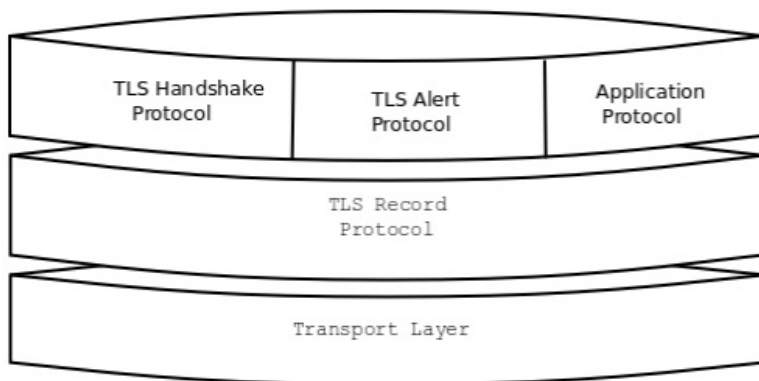 TLS Handshake
Protocol
TLS Alert
Protocol
Application
Protocol
TLS Record
Protocol
Transport Layer